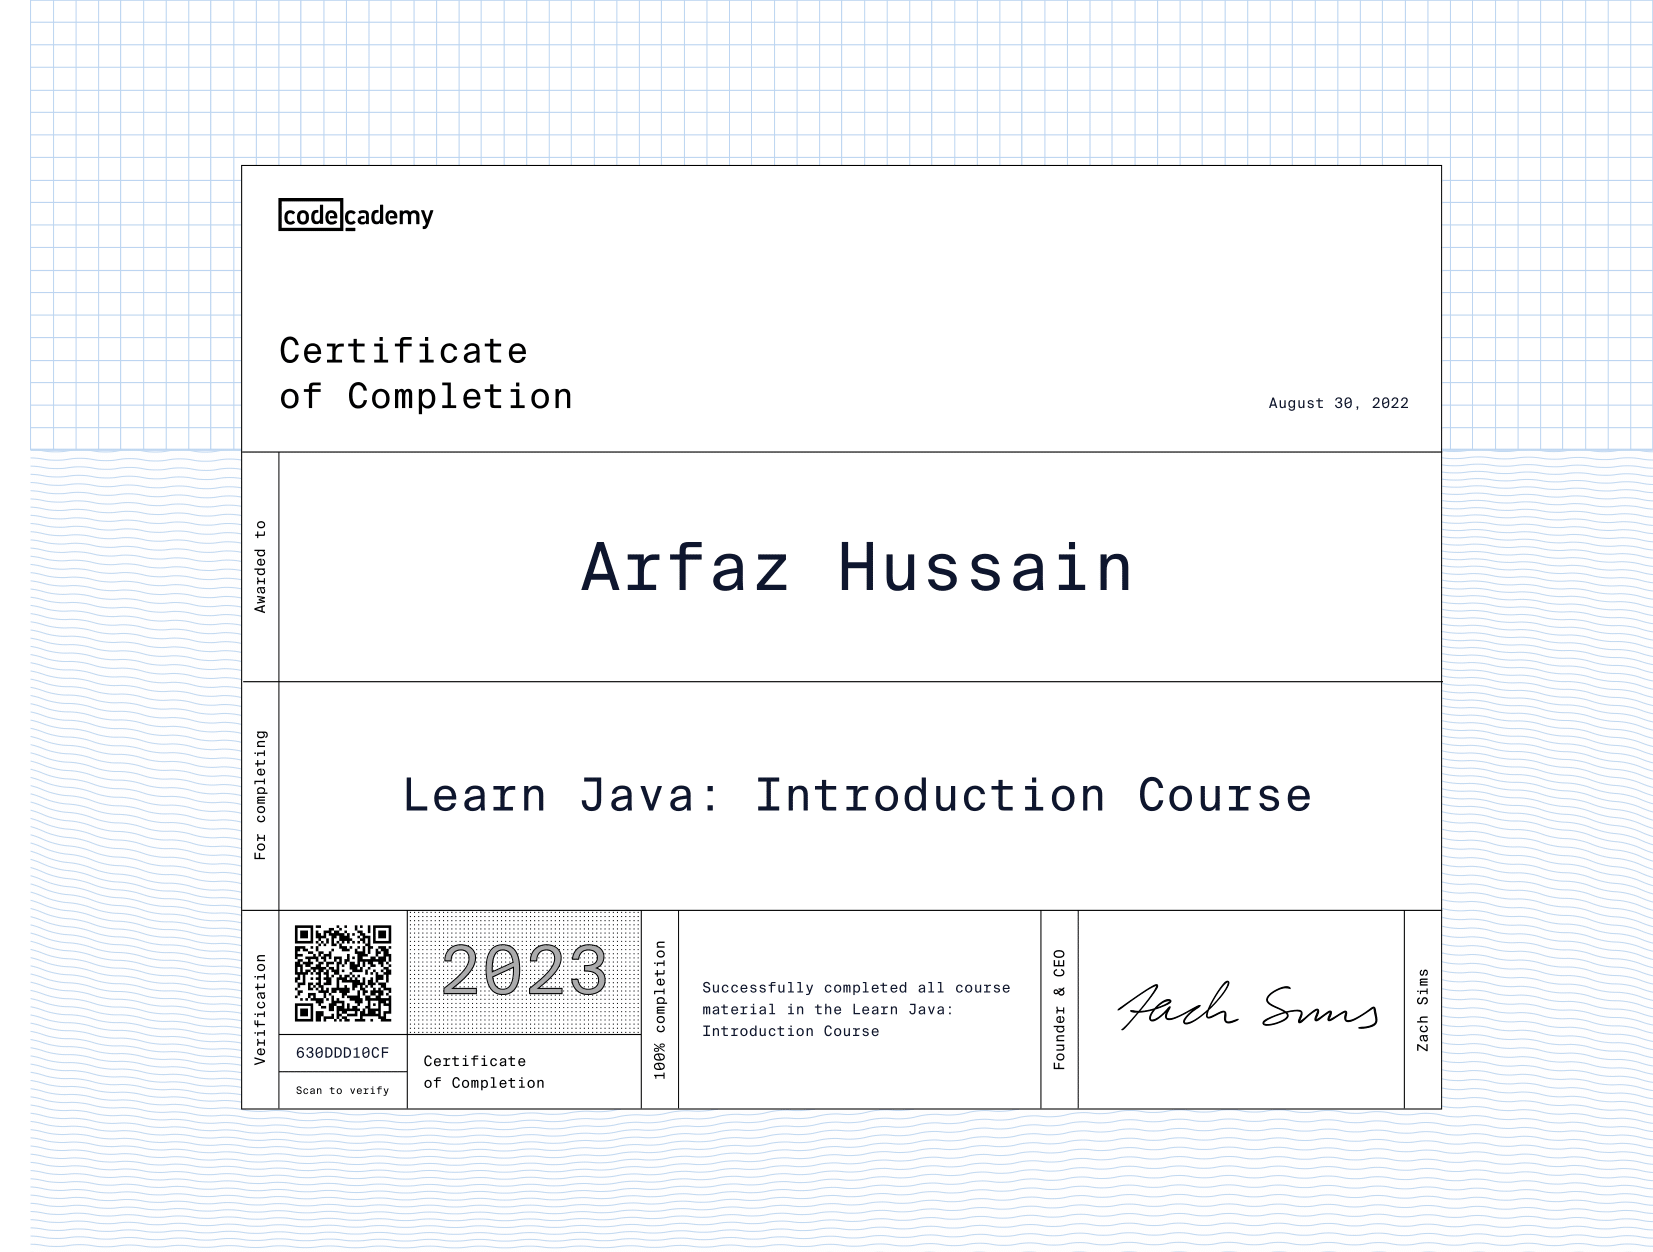 codecademy
Certificate
of Completion
August 30, 2022
Awarded to
Arfaz Hussain
For completing
Learn Java: Introduction Course
Verification
630DDD10CF
Scan to verify
2023
Certificate
of Completion
100% completion
Successfully completed all course
material in the Learn Java:
Introduction Course
Founder & CEO
Zach Sims
Zach Sims